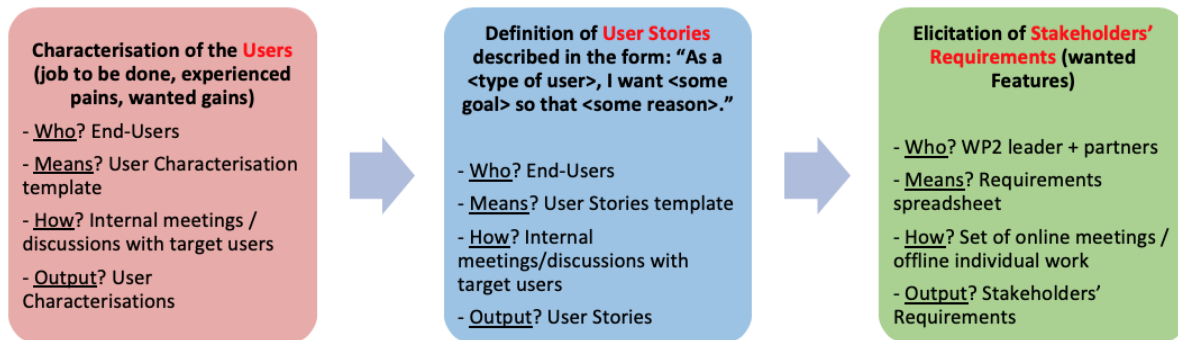 Characterisation of the Users
(job to be done, experienced
pains, wanted gains)
- Who? End-Users
- Means? User Characterisation
template
- How? Internal meetings /
discussions with target users
- Output? User
Characterisations
Definition of User Stories
described in the form: “As a
<type of user>, I want <some
goal> so that <some reason>.”
- Who? End-Users
- Means? User Stories template
- How? Internal
meetings/discussions with
target users
- Output? User Stories
Elicitation of Stakeholders’
Requirements (wanted
Features)
- Who? WP2 leader + partners
- Means? Requirements
spreadsheet
- How? Set of online meetings /
offline individual work
- Output? Stakeholders’
Requirements